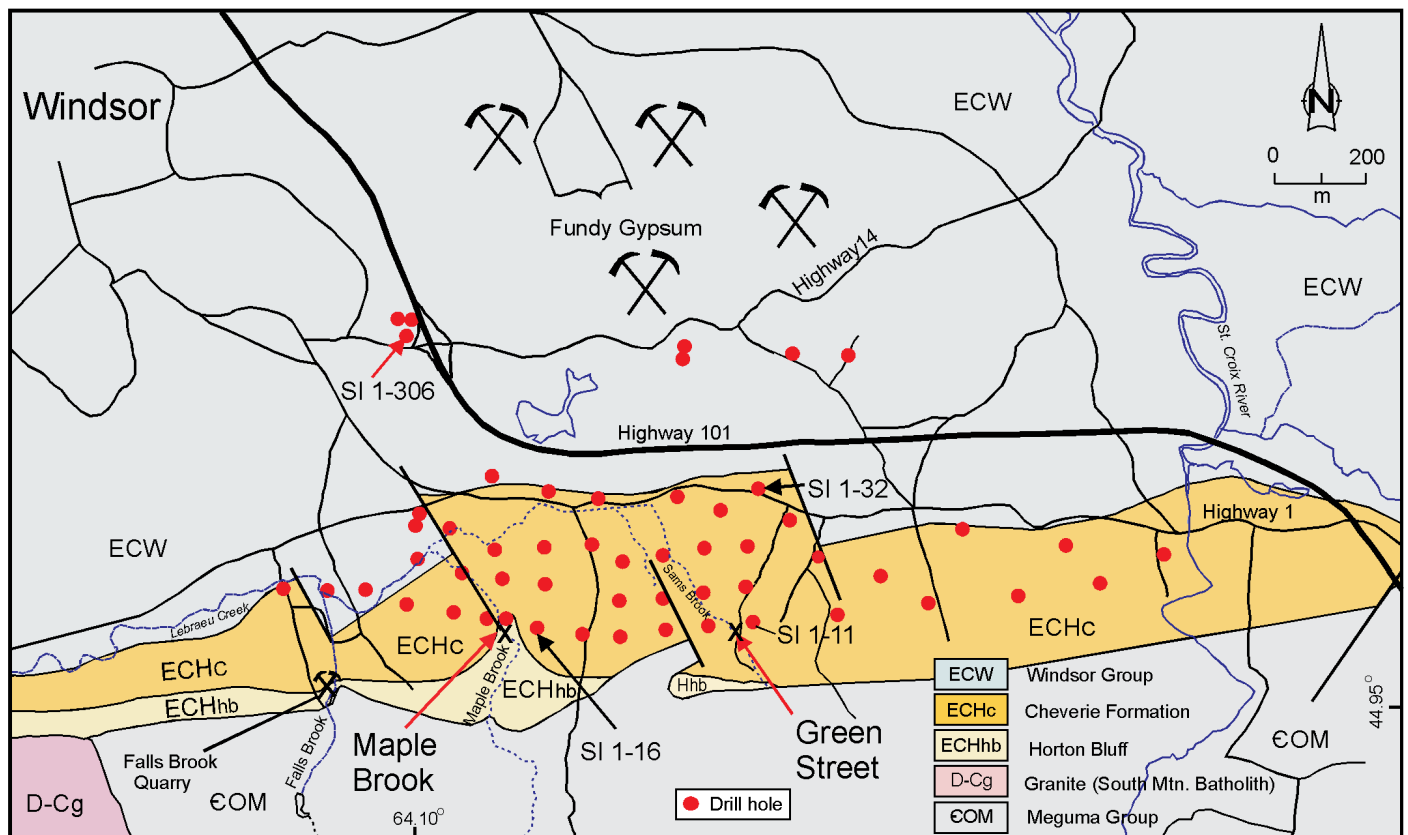 Windsor
ECW
N
0 200
m
Fundy Gypsum
Highway14
ECW
St. Croix River
SI 1-306
Highway 101
SI 1-32
Highway 1
ECW
Lebraeu Creek
Sams Brook
ECHc
ECHc
SI 1-11
ECHc
ECHhb
Maple Brook
ECHhb
Hhb
Falls Brook
Quarry
Falls Brook
Maple
Brook
SI 1-16
Green
Street
D-Cg
ЄOM
64.10°
Drill hole
ECW Windsor Group
ECHc Cheverie Formation
ECHhb Horton Bluff
D-Cg Granite (South Mtn. Batholith)
ЄOM Meguma Group
ЄOM
44.95°